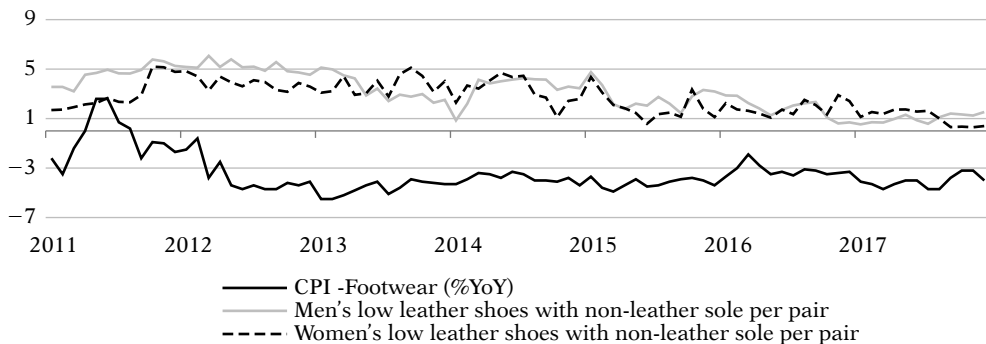 9
5
1
−3
−7
2011 2012 2013 2014 2015 2016 2017
CPI -Footwear (%YoY)
Men’s low leather shoes with non-leather sole per pair
Women’s low leather shoes with non-leather sole per pair